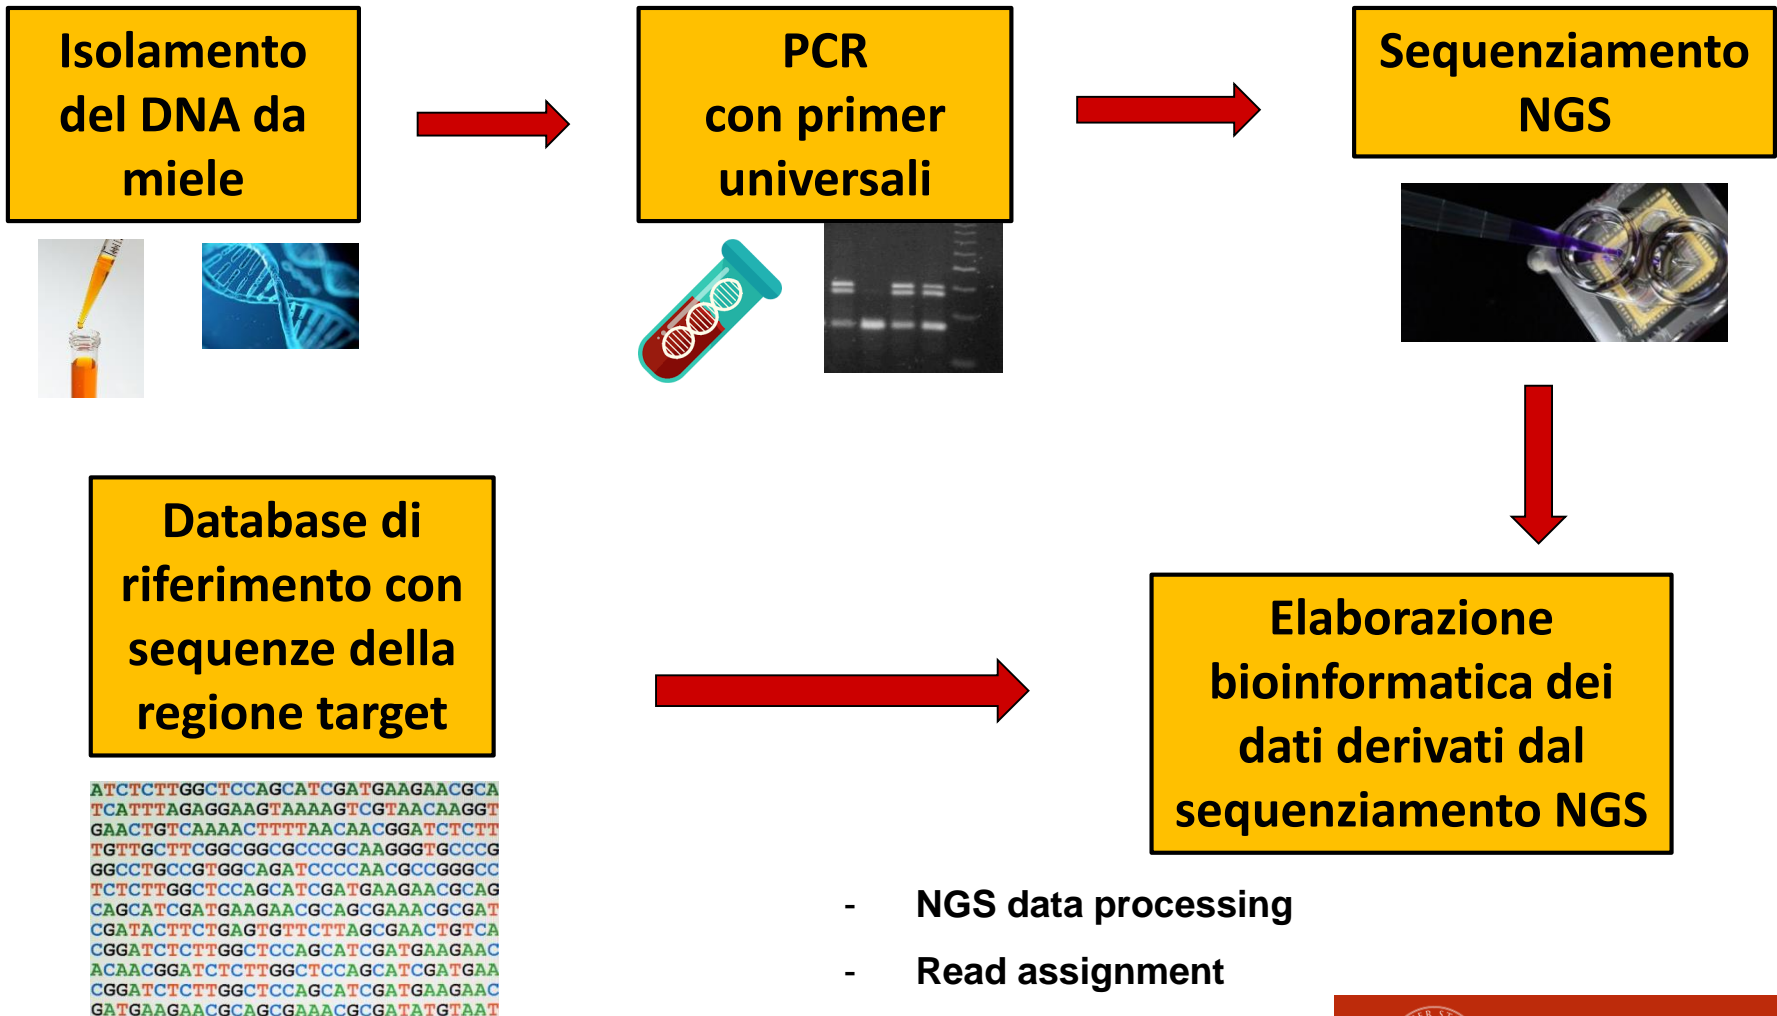 Isolamento
del DNA da
miele
PCR
con primer
universali
Sequenziamento
NGS
Database di
riferimento con
sequenze della
regione target
Elaborazione
bioinformatica dei
dati derivati dal
sequenziamento NGS
ATCTCTTGGCTCCAGCATCGATGAAGAACGCA
TCATTTAGAGGAAGTAAAAGTCGTAACAAGGT
GAACTGTCAAAACTTTTAACAACGGATCTCTT
TGTTGCTTCGGCGGCGCCCGCAAGGGTGCCCG
GGCCTGCCGTGGCAGATCCCCAACGCCGGGCC
TCTCTTGGCTCCAGCATCGATGAAGAACGCAG
CAGCATCGATGAAGAACGCAGCGAAACGCGAT
CGATACTTCTGAGTGTTCTTAGCGAACTGTCA
CGGATCTCTTGGCTCCAGCATCGATGAAGAAC
ACAACGGATCTCTTGGCTCCAGCATCGATGAA
CGGATCTCTTGGCTCCAGCATCGATGAAGAAC
GATGAAGAACGCAGCGAAACGCGATATGTAAT
- NGS data processing
- Read assignment